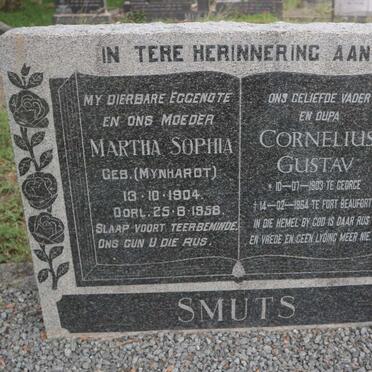 IN TERE HERINNERING AAN
MY DIERBARE EGGENOTE
EN ONS MOEDER
MARTHA SOPHIA
GEB. (MYNHARDT)
13-10-1904.
OORL. 25-8-1958.
SLAAP VOORT TEERBEMINDE,
ONS GUN U DIE RUS.
ONS GELIEFDE VADER
EN OUPA
CORNELIUS
GUSTAV
* 10-07-1903 TE GEORGE
+ 14-02-1964 TE FORT BEAUFORT
IN DIE HEMEL BY GOD IS DAAR RUS
EN VREDE EN GEEN LYDING MEER NIE.
SMUTS